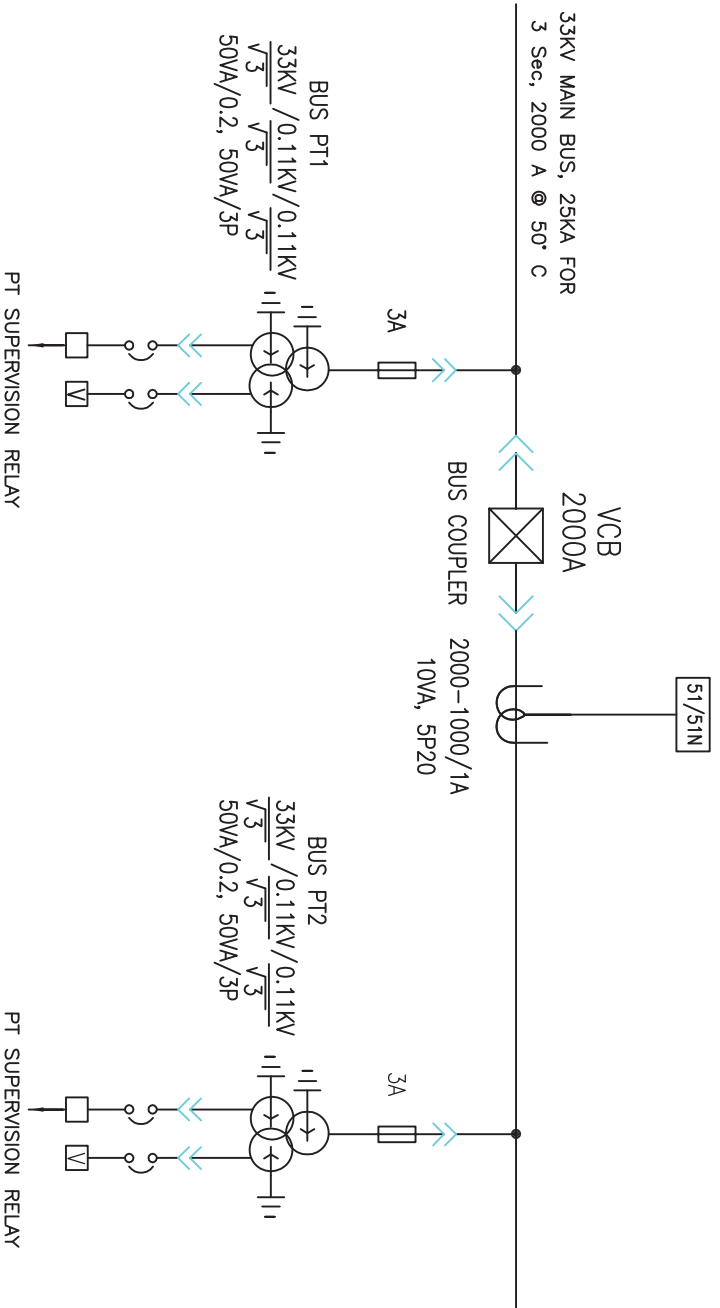 33KV MAIN BUS, 25KA FOR
3 Sec, 2000 A @ 50° C
VCB
2000A
BUS COUPLER
51/51N
2000-1000/1A
10VA, 5P20
BUS PT1
33KV/√3 / 0.11KV/√3 / 0.11KV/√3
50VA/0.2, 50VA/3P
3A
V
PT SUPERVISION RELAY
BUS PT2
33KV/√3 / 0.11KV/√3 / 0.11KV/√3
50VA/0.2, 50VA/3P
3A
V
PT SUPERVISION RELAY